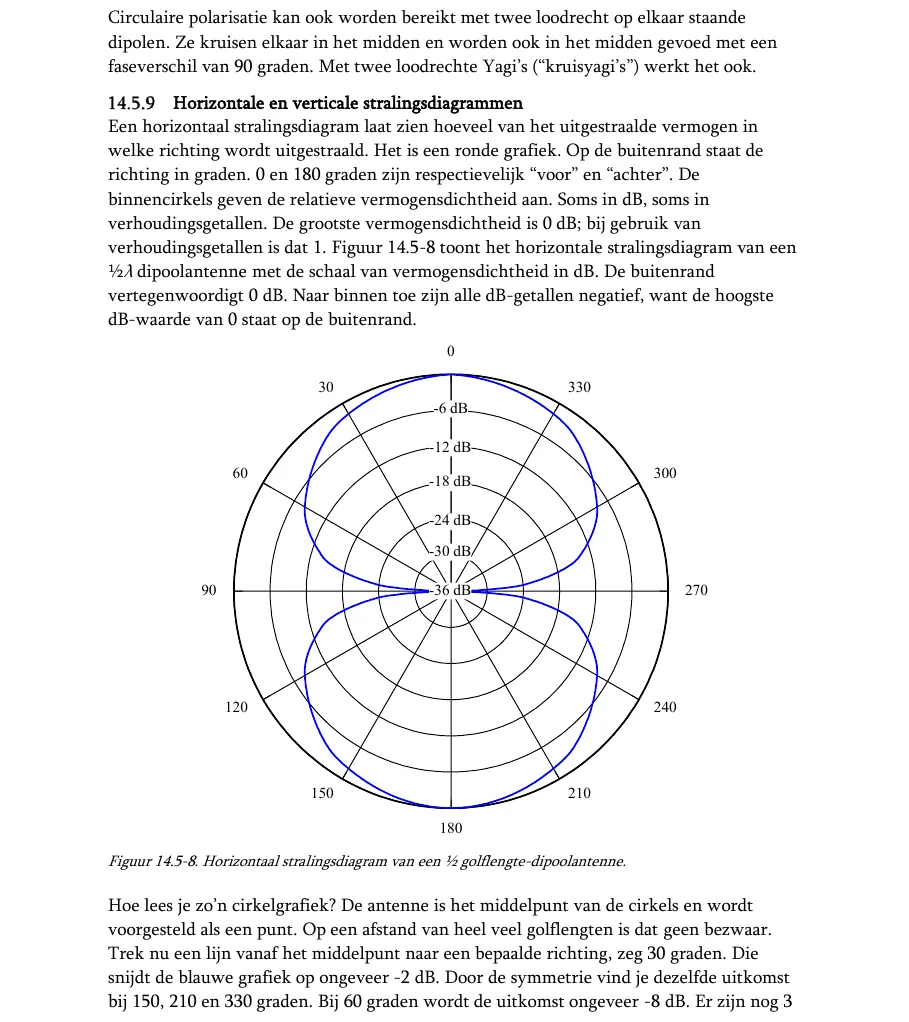 Circulaire polarisatie kan ook worden bereikt met twee loodrecht op elkaar staande
dipolen. Ze kruisen elkaar in het midden en worden ook in het midden gevoed met een
faseverschil van 90 graden. Met twee loodrechte Yagi’s (“kruisyagi’s”) werkt het ook.
14.5.9 Horizontale en verticale stralingsdiagrammen
Een horizontaal stralingsdiagram laat zien hoeveel van het uitgestraalde vermogen in
welke richting wordt uitgestraald. Het is een ronde grafiek. Op de buitenrand staat de
richting in graden. 0 en 180 graden zijn respectievelijk “voor” en “achter”. De
binnencirkels geven de relatieve vermogensdichtheid aan. Soms in dB, soms in
verhoudingsgetallen. De grootste vermogensdichtheid is 0 dB; bij gebruik van
verhoudingsgetallen is dat 1. Figuur 14.5-8 toont het horizontale stralingsdiagram van een
½λ dipoolantenne met de schaal van vermogensdichtheid in dB. De buitenrand
vertegenwoordigt 0 dB. Naar binnen toe zijn alle dB-getallen negatief, want de hoogste
dB-waarde van 0 staat op de buitenrand.
0
30
330
-6 dB
-12 dB
60
300
-18 dB
-24 dB
-30 dB
90
-36 dB
270
120
240
150
210
180
Figuur 14.5-8. Horizontaal stralingsdiagram van een ½ golflengte-dipoolantenne.
Hoe lees je zo’n cirkelgrafiek? De antenne is het middelpunt van de cirkels en wordt
voorgesteld als een punt. Op een afstand van heel veel golflengten is dat geen bezwaar.
Trek nu een lijn vanaf het middelpunt naar een bepaalde richting, zeg 30 graden. Die
snijdt de blauwe grafiek op ongeveer -2 dB. Door de symmetrie vind je dezelfde uitkomst
bij 150, 210 en 330 graden. Bij 60 graden wordt de uitkomst ongeveer -8 dB. Er zijn nog 3